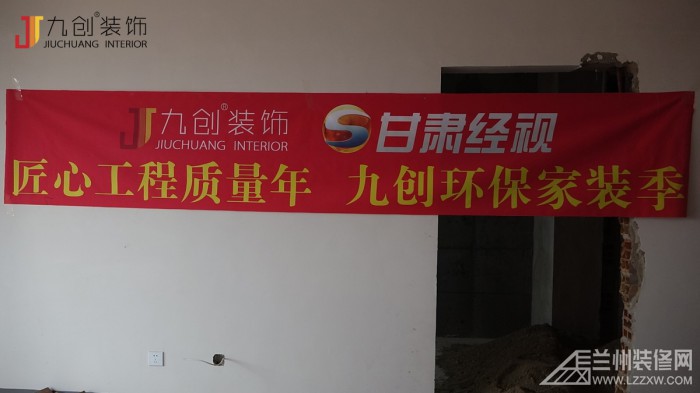 九创®装饰
JIUCHUANG INTERIOR
九创®装饰
JIUCHUANG INTERIOR
甘肃经视
匠心工程质量年 九创环保家装季
兰州装修网
WWW.LZZXW.COM